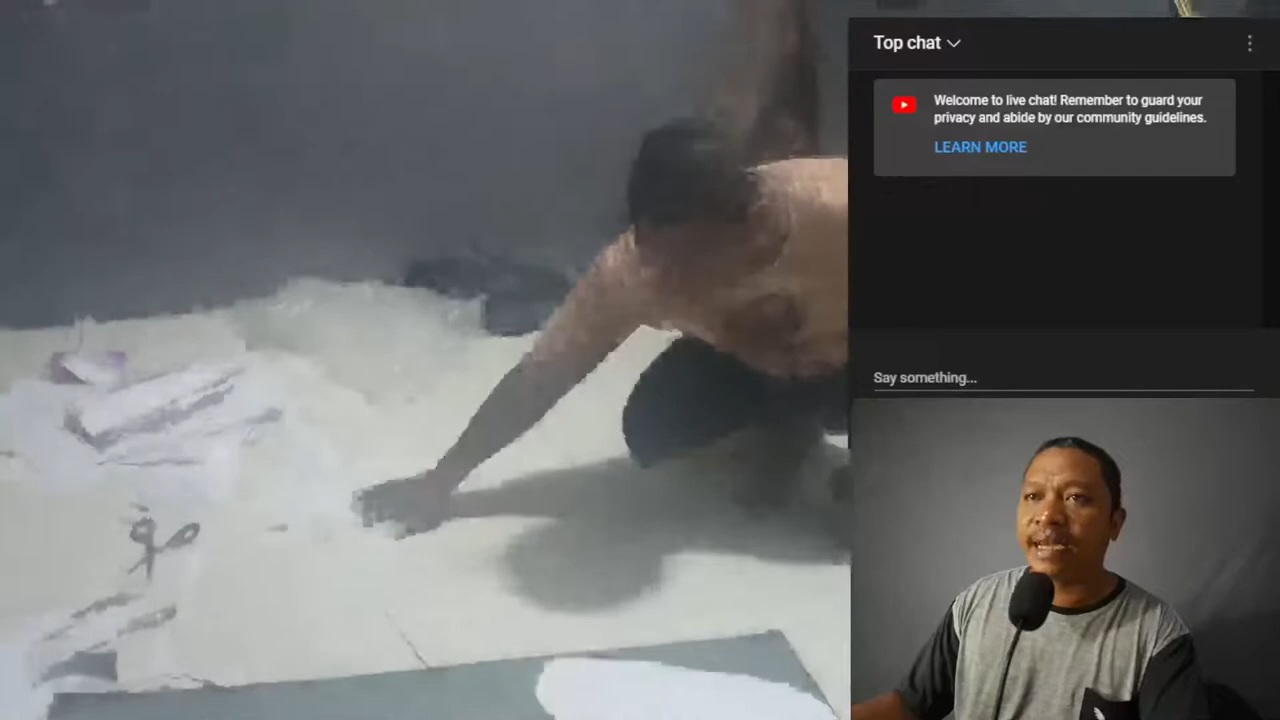 Top chat
Welcome to live chat! Remember to guard your
privacy and abide by our community guidelines.
LEARN MORE
Say something...